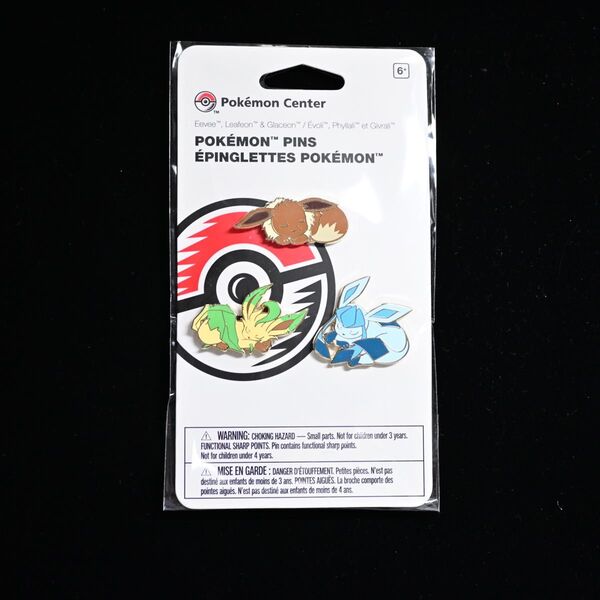 6+
Pokémon Center
TM
Eevee™, Leafeon™ & Glaceon™ / Évoli™, Phyllali™ et Givrali™
POKÉMON™ PINS
ÉPINGLETTES POKÉMON™
WARNING: CHOKING HAZARD — Small parts. Not for children under 3 years.
FUNCTIONAL SHARP POINTS. Pin contains functional sharp points.
Not for children under 4 years.
MISE EN GARDE : DANGER D'ÉTOUFFEMENT. Petites pièces. N'est pas
destiné aux enfants de moins de 3 ans. POINTES AIGUËS. La broche comporte des
pointes aiguës. N'est pas destiné aux enfants de moins de 4 ans.